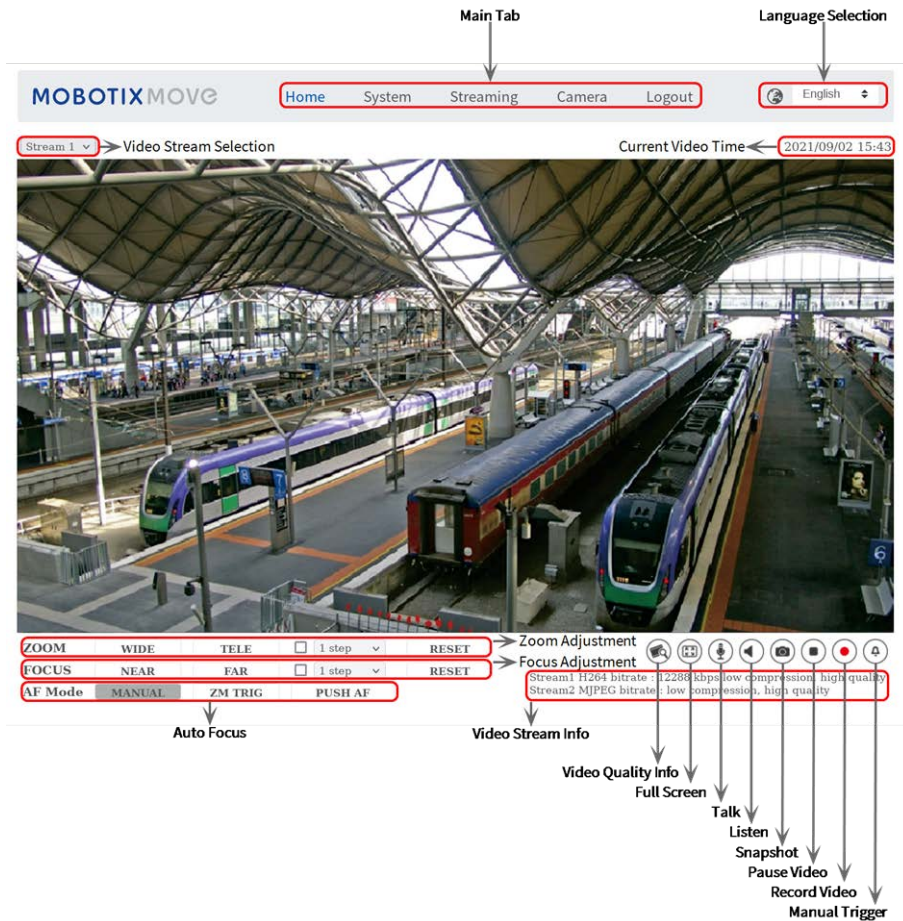 Main Tab
Language Selection
MOBOTIX MOVE
Home System Streaming Camera Logout
English
Stream 1
Video Stream Selection
Current Video Time
2021/09/02 15:43
8
7
6
ZOOM WIDE TELE 1 step RESET
Zoom Adjustment
FOCUS NEAR FAR 1 step RESET
Focus Adjustment
AF Mode MANUAL ZM TRIG PUSH AF
Stream1 H264 bitrate : 12288 kbps low compression, high quality
Stream2 MJPEG bitrate : low compression, high quality
Auto Focus
Video Stream Info
Video Quality Info
Full Screen
Talk
Listen
Snapshot
Pause Video
Record Video
Manual Trigger